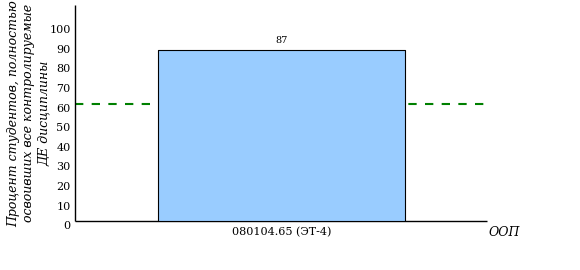 Процент студентов, полностью
освоивших все контролируемые
ДЕ дисциплины
100
90
80
70
60
50
40
30
20
10
0
87
080104.65 (ЭТ-4)
ООП